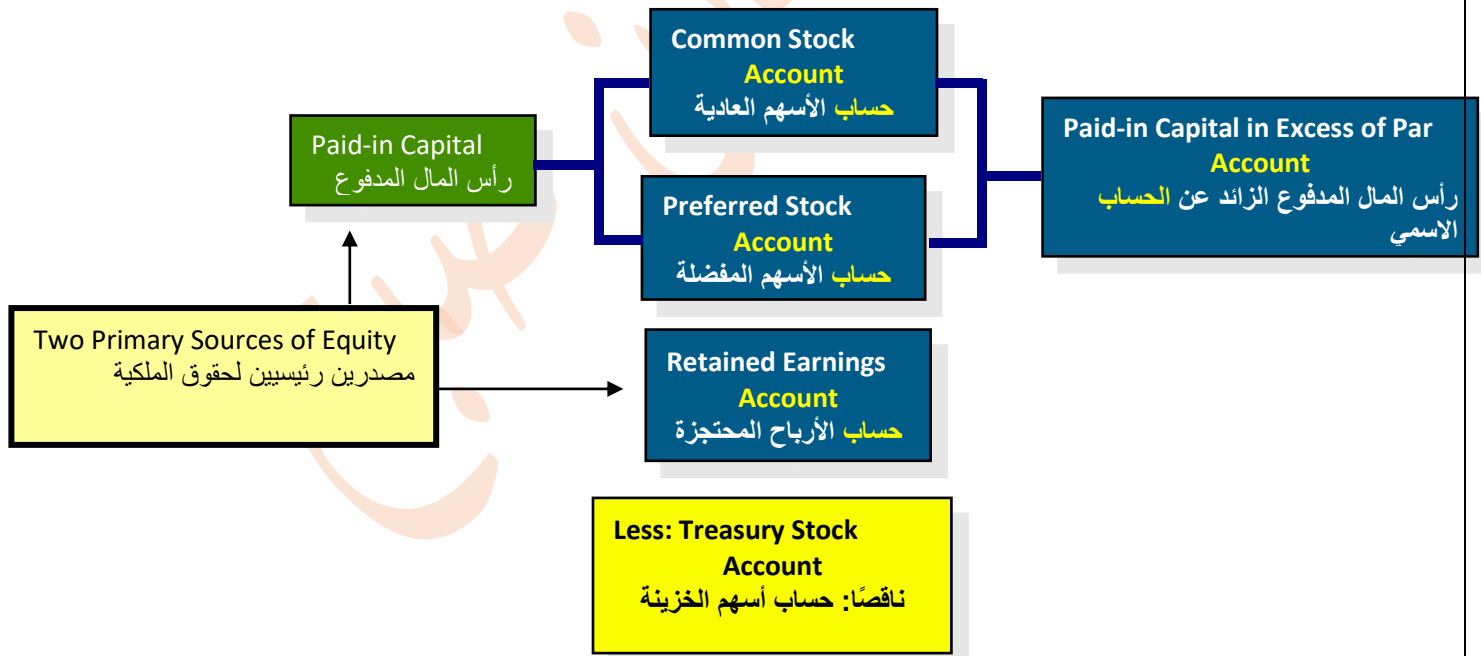 Common Stock
Account
حساب الأسهم العادية
Paid-in Capital
رأس المال المدفوع
Preferred Stock
Account
حساب الأسهم المفضلة
Paid-in Capital in Excess of Par
Account
رأس المال المدفوع الزائد عن الحساب
الاسمي
Two Primary Sources of Equity
مصدرين رئيسيين لحقوق الملكية
Retained Earnings
Account
حساب الأرباح المحتجزة
Less: Treasury Stock
Account
ناقصًا: حساب أسهم الخزينة